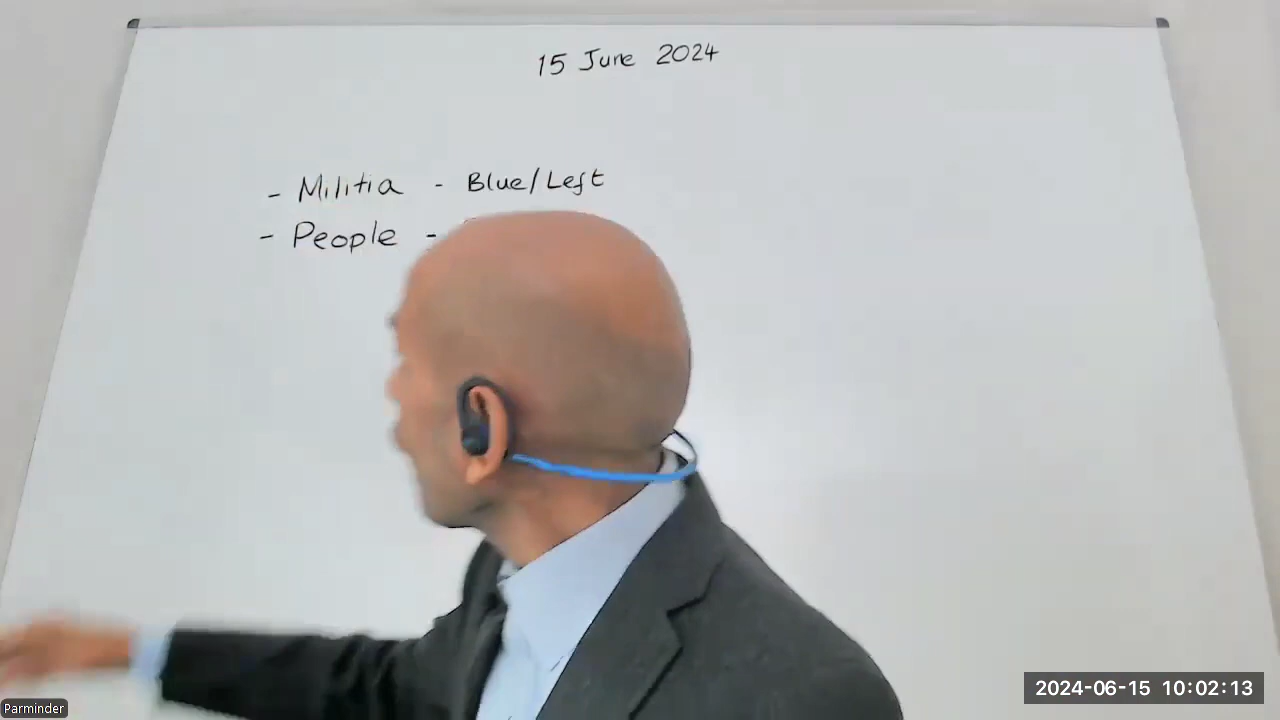 15 June 2024
- Militia - Blue/Left
- People -
Parminder
2024-06-15 10:02:13